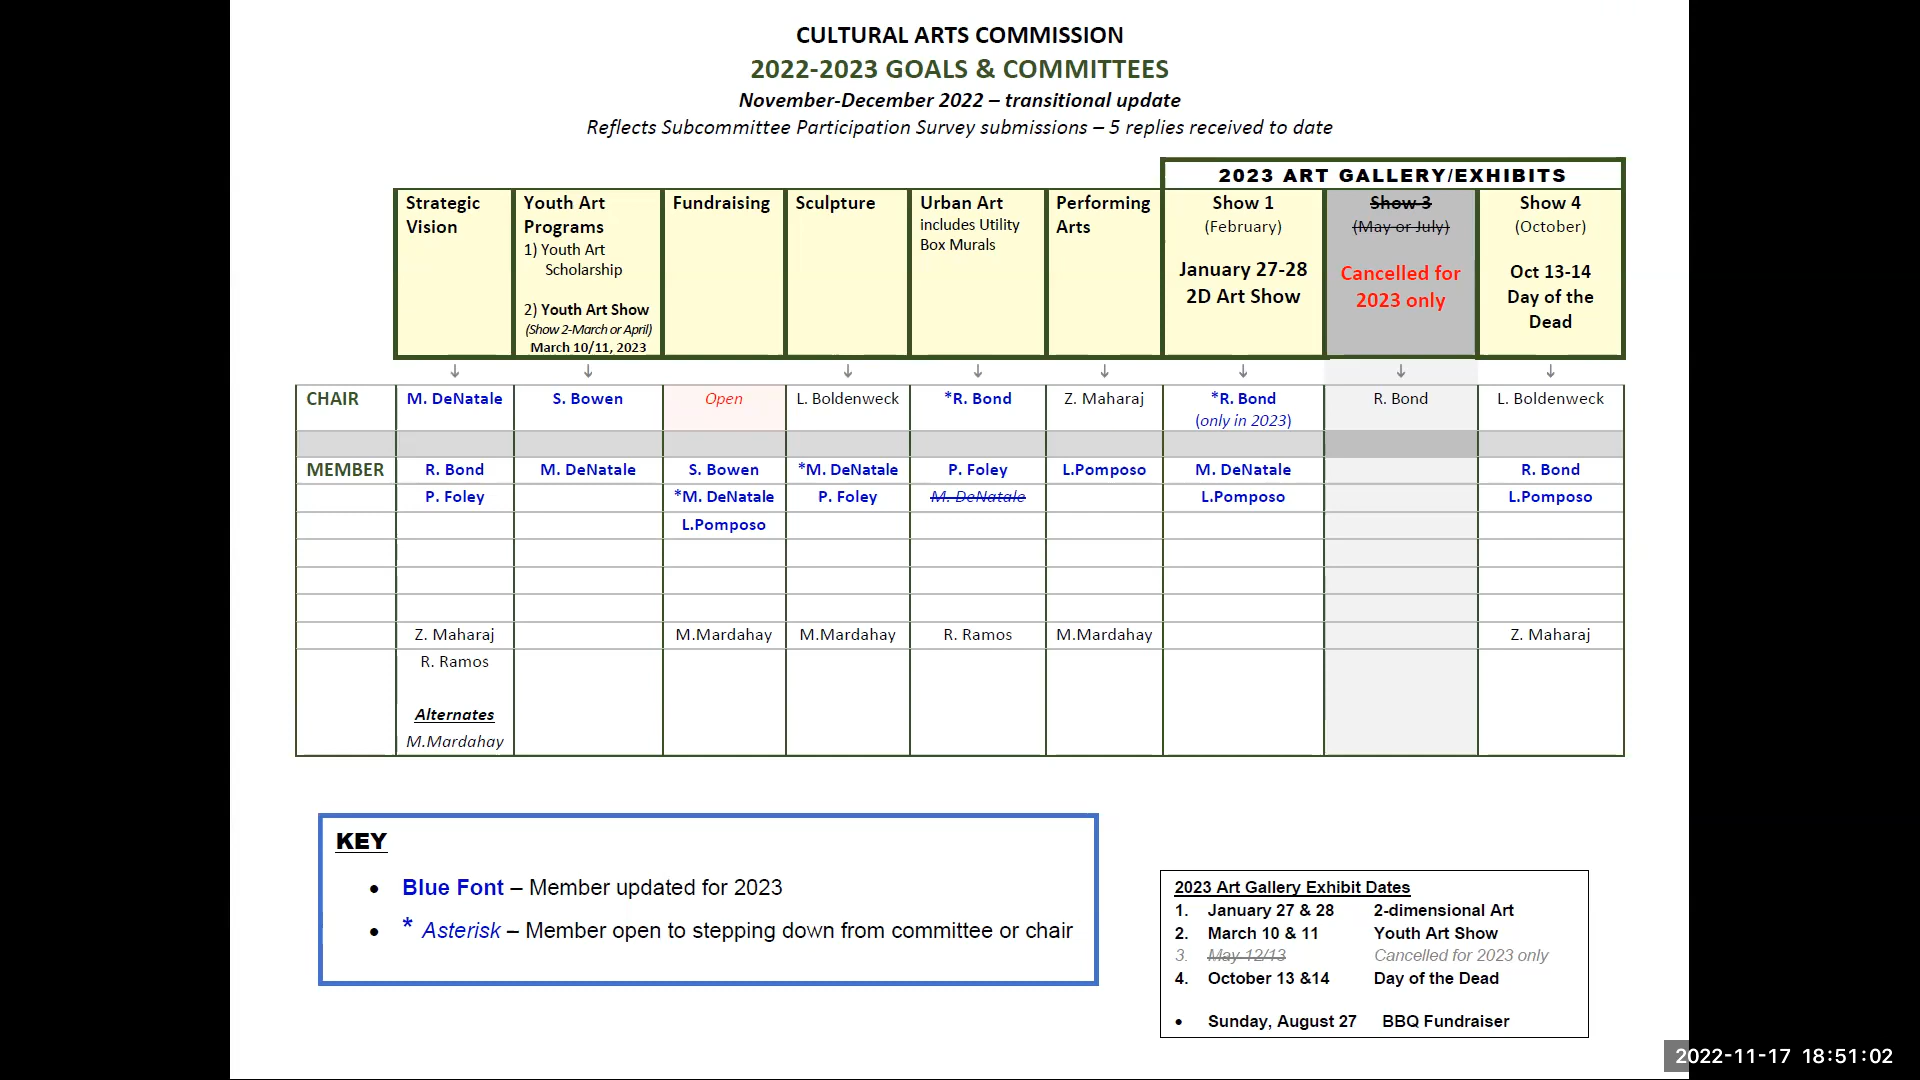 CULTURAL ARTS COMMISSION
2022-2023 GOALS & COMMITTEES
November-December 2022 – transitional update
Reflects Subcommittee Participation Survey submissions – 5 replies received to date
2023 ART GALLERY/EXHIBITS
Strategic
Vision
Youth Art
Programs
1) Youth Art
Scholarship
2) Youth Art Show
(Show 2-March or April)
March 10/11, 2023
Fundraising
Sculpture
Urban Art
includes Utility
Box Murals
Performing
Arts
Show 1
(February)
January 27-28
2D Art Show
Show 3
(May or July)
Cancelled for
2023 only
Show 4
(October)
Oct 13-14
Day of the
Dead
↓ ↓ ↓ ↓ ↓ ↓ ↓ ↓
CHAIR M. DeNatale S. Bowen Open L. Boldenweck *R. Bond Z. Maharaj *R. Bond R. Bond L. Boldenweck
(only in 2023)
MEMBER R. Bond M. DeNatale S. Bowen *M. DeNatale P. Foley L.Pomposo M. DeNatale R. Bond
P. Foley *M. DeNatale P. Foley M. DeNatale L.Pomposo L.Pomposo
L.Pomposo
Z. Maharaj M.Mardahay M.Mardahay R. Ramos M.Mardahay Z. Maharaj
R. Ramos
Alternates
M.Mardahay
KEY
• Blue Font – Member updated for 2023
• * Asterisk – Member open to stepping down from committee or chair
2023 Art Gallery Exhibit Dates
1. January 27 & 28 2-dimensional Art
2. March 10 & 11 Youth Art Show
3. May 12/13 Cancelled for 2023 only
4. October 13 &14 Day of the Dead
• Sunday, August 27 BBQ Fundraiser
2022-11-17 18:51:02